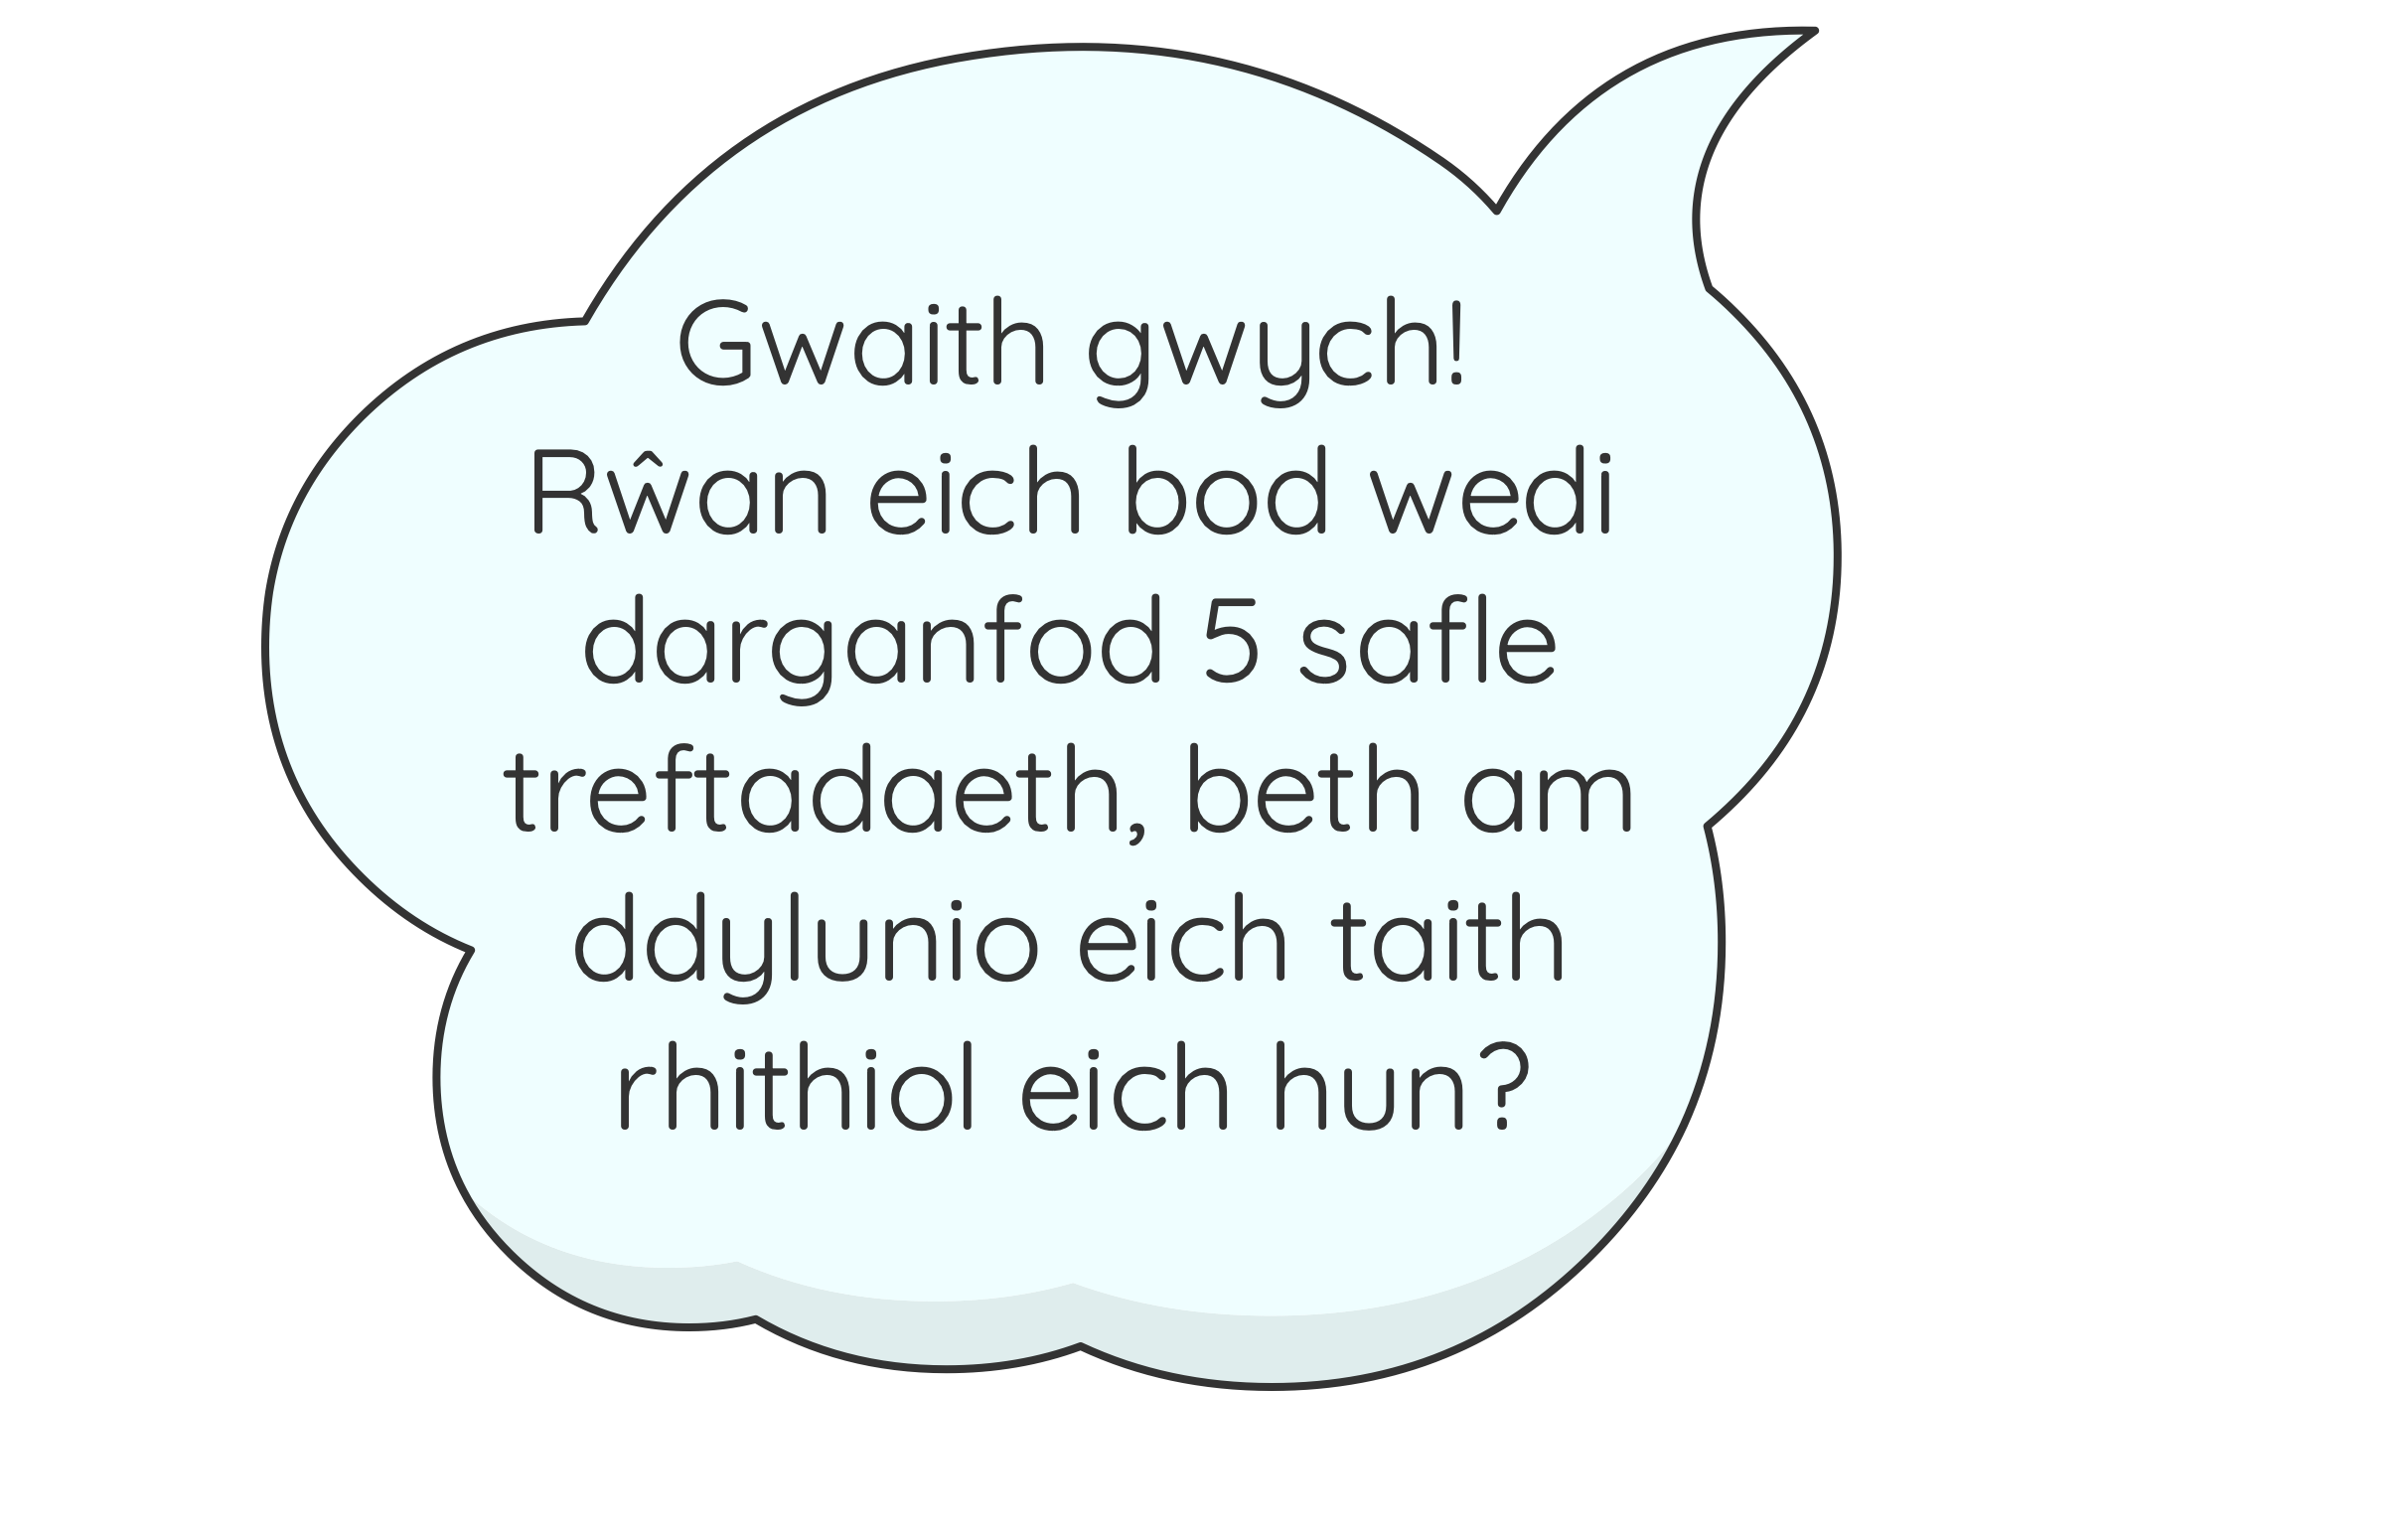 Gwaith gwych!
Rŵan eich bod wedi
darganfod 5 safle
treftadaeth, beth am
ddylunio eich taith
rhithiol eich hun?